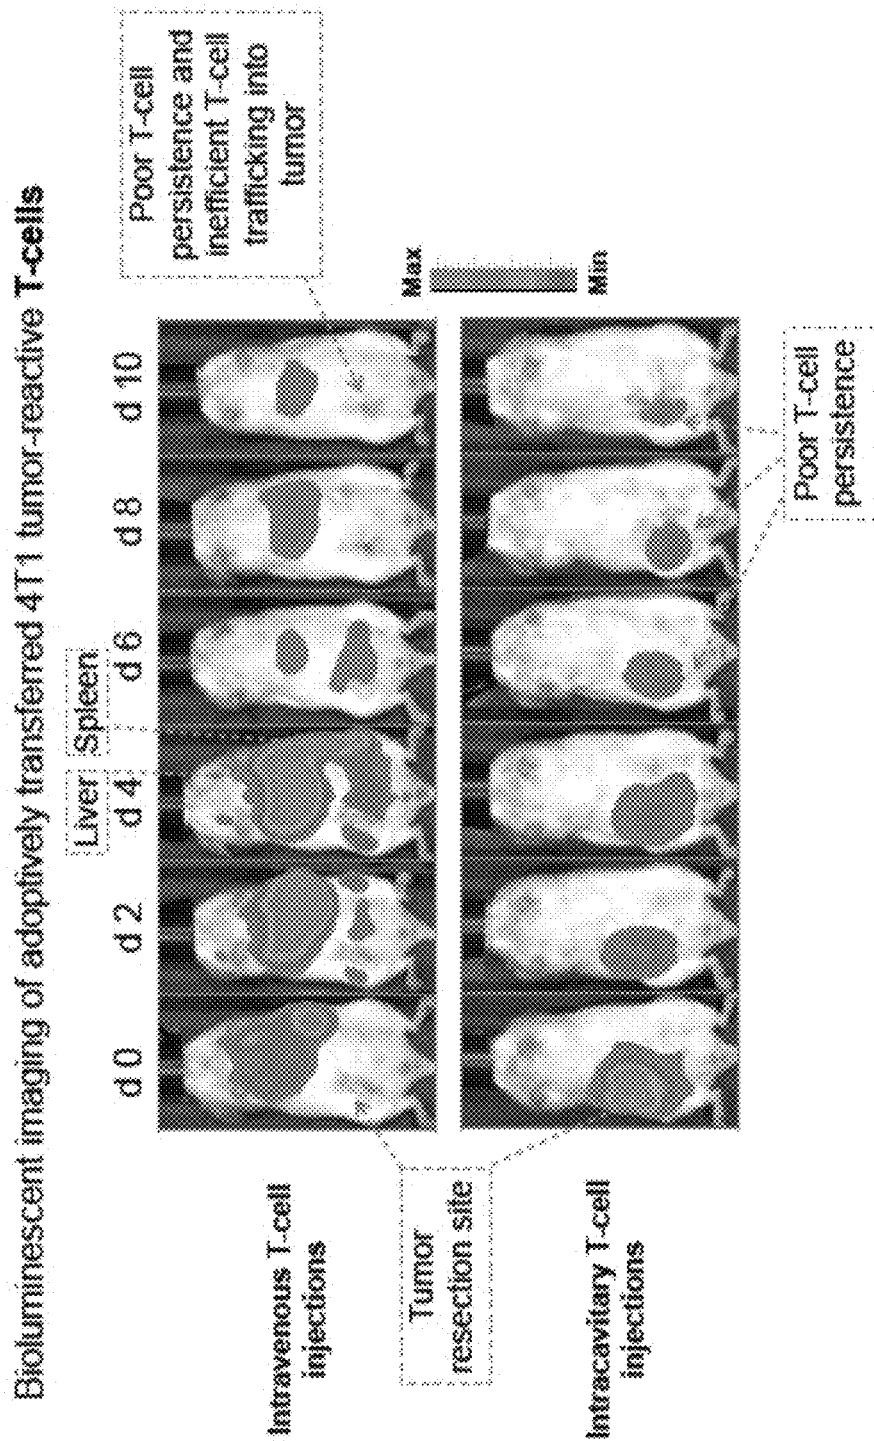 Bioluminescent imaging of adoptively transferred 4T1 tumor-reactive T-cells
Liver
Spleen
d 0
d 2
d 4
d 6
d 8
d 10
Poor T-cell
persistence and
inefficient T-cell
trafficking into
tumor
Intravenous T-cell
injections
Tumor
resection site
Intracavitary T-cell
injections
Max
Min
Poor T-cell
persistence